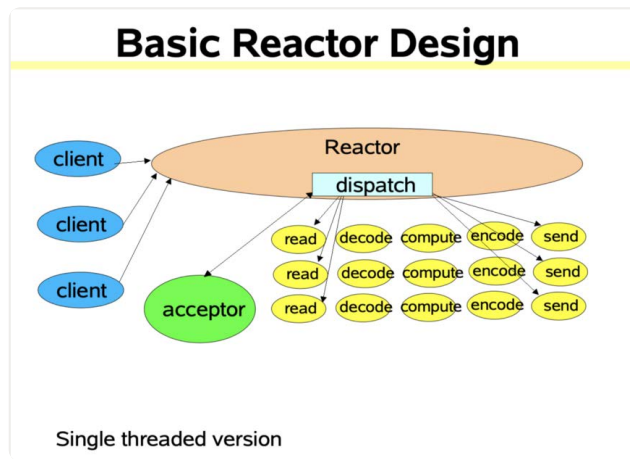 Basic Reactor Design
Reactor
client
dispatch
client
read decode compute encode send
client
read decode compute encode send
acceptor
read decode compute encode send
Single threaded version